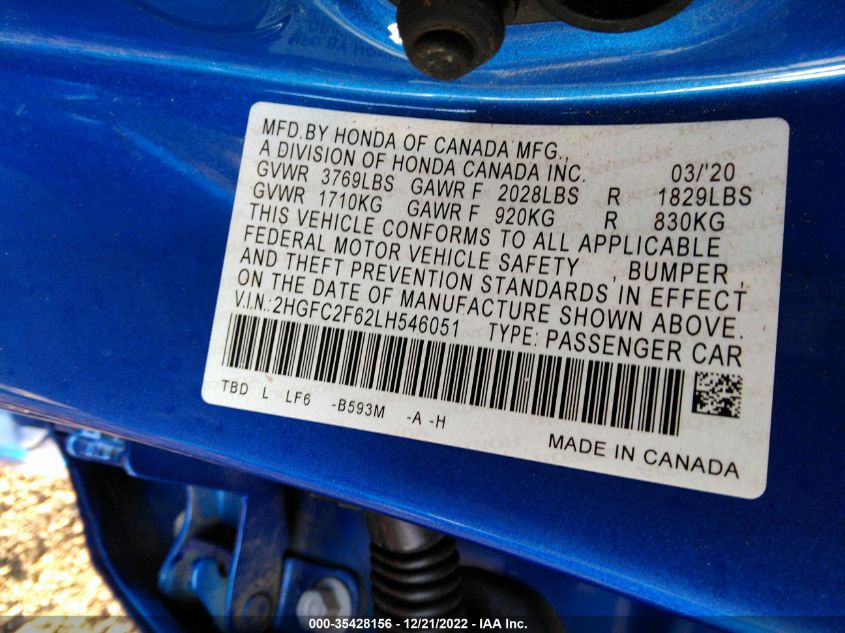 MFD. BY HONDA OF CANADA MFG.,
A DIVISION OF HONDA CANADA INC. 03/'20
GVWR 3769LBS GAWR F 2028LBS R 1829LBS
GVWR 1710KG GAWR F 920KG R 830KG
THIS VEHICLE CONFORMS TO ALL APPLICABLE
FEDERAL MOTOR VEHICLE SAFETY , BUMPER ,
AND THEFT PREVENTION STANDARDS IN EFFECT
ON THE DATE OF MANUFACTURE SHOWN ABOVE.
V.I.N.:2HGFC2F62LH546051 TYPE: PASSENGER CAR
TBD L LF6 -B593M -A -H
MADE IN CANADA
000-35428156 - 12/21/2022 - IAA Inc.